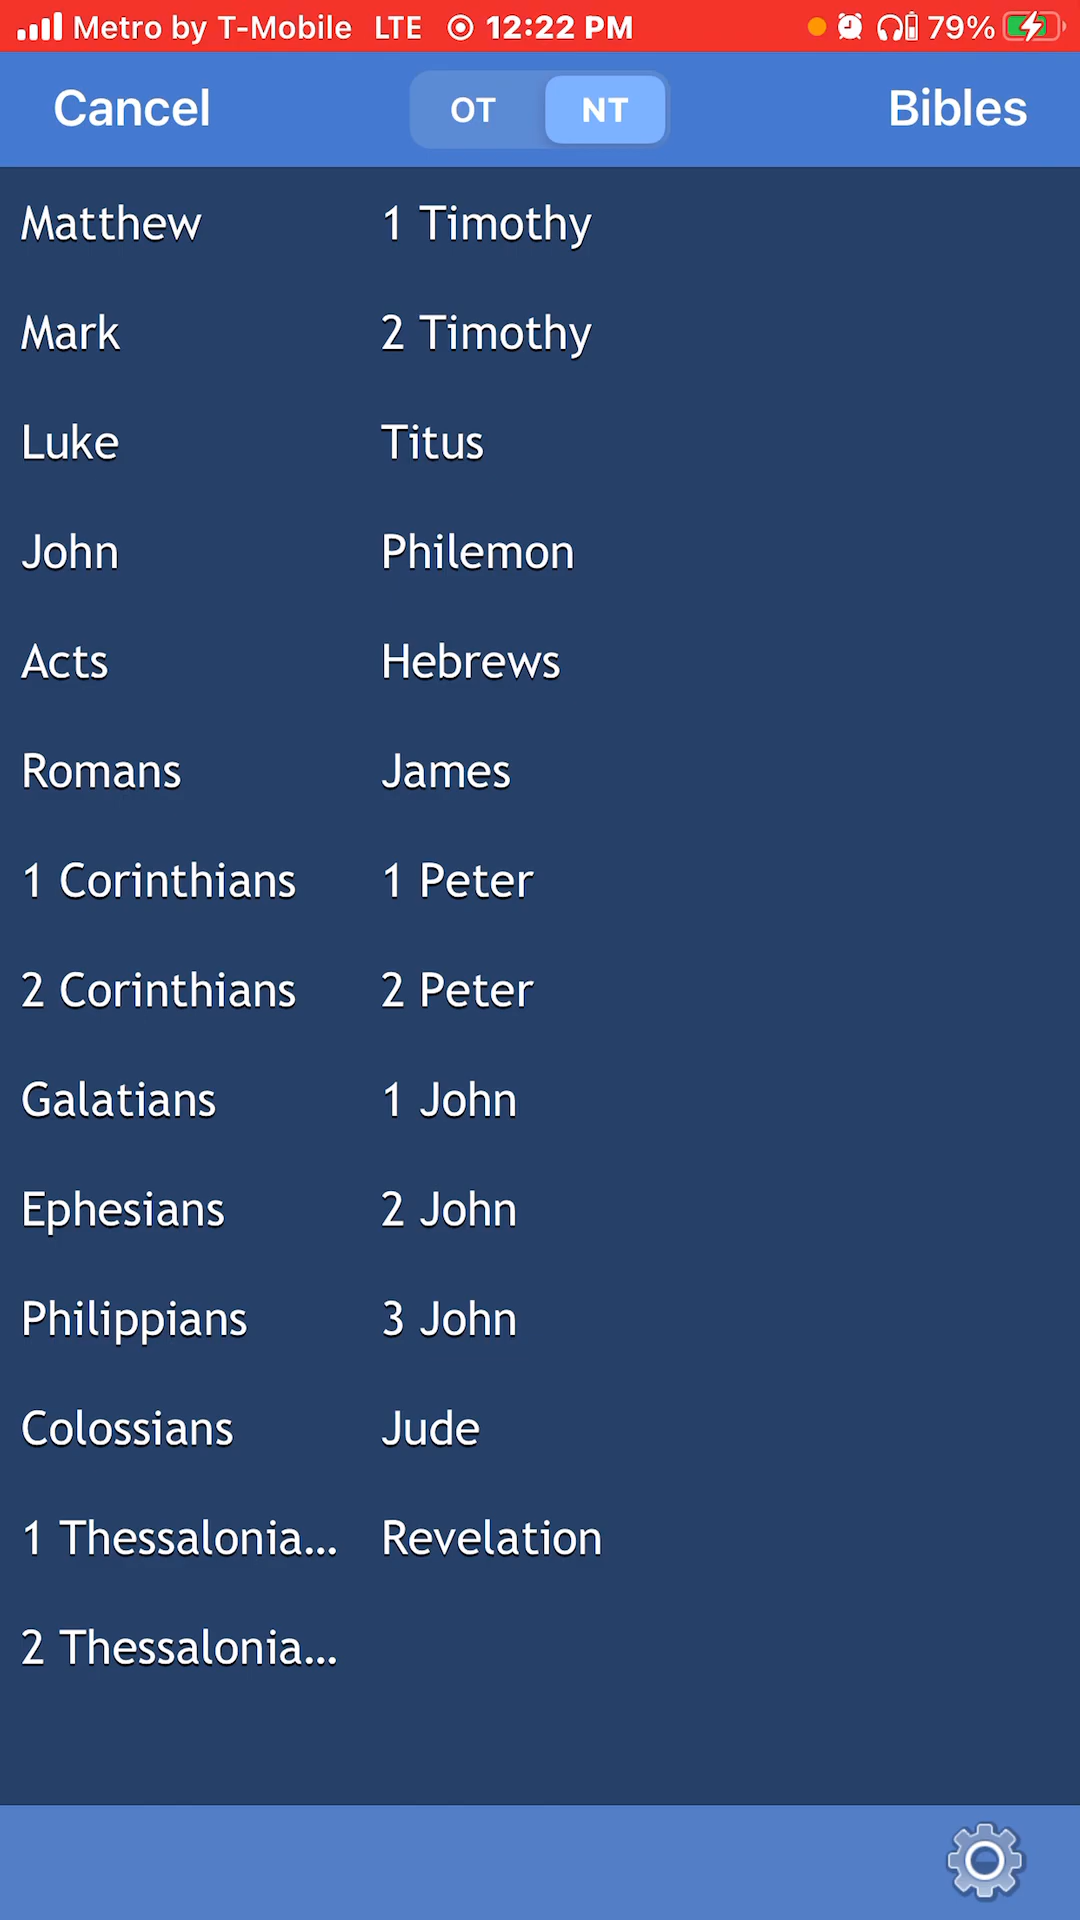 Metro by T-Mobile LTE 12:22 PM 79%
Cancel OT NT Bibles
Matthew 1 Timothy
Mark 2 Timothy
Luke Titus
John Philemon
Acts Hebrews
Romans James
1 Corinthians 1 Peter
2 Corinthians 2 Peter
Galatians 1 John
Ephesians 2 John
Philippians 3 John
Colossians Jude
1 Thessalonia... Revelation
2 Thessalonia...